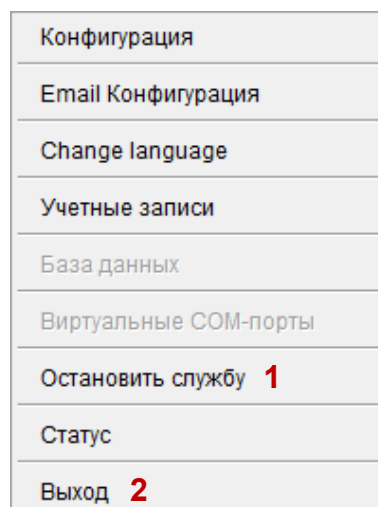 Конфигурация
Email Конфигурация
Change language
Учетные записи
База данных
Виртуальные COM-порты
Остановить службу 1
Статус
Выход 2